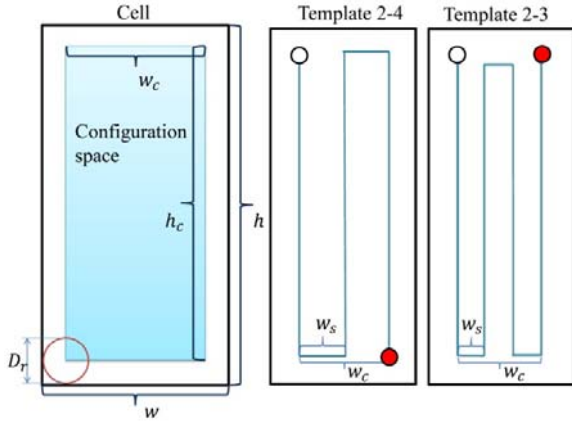 Cell
Template 2-4
Template 2-3
w_c
Configuration
space
h_c
h
w_s
w_s
D_r
w_c
w_c
w